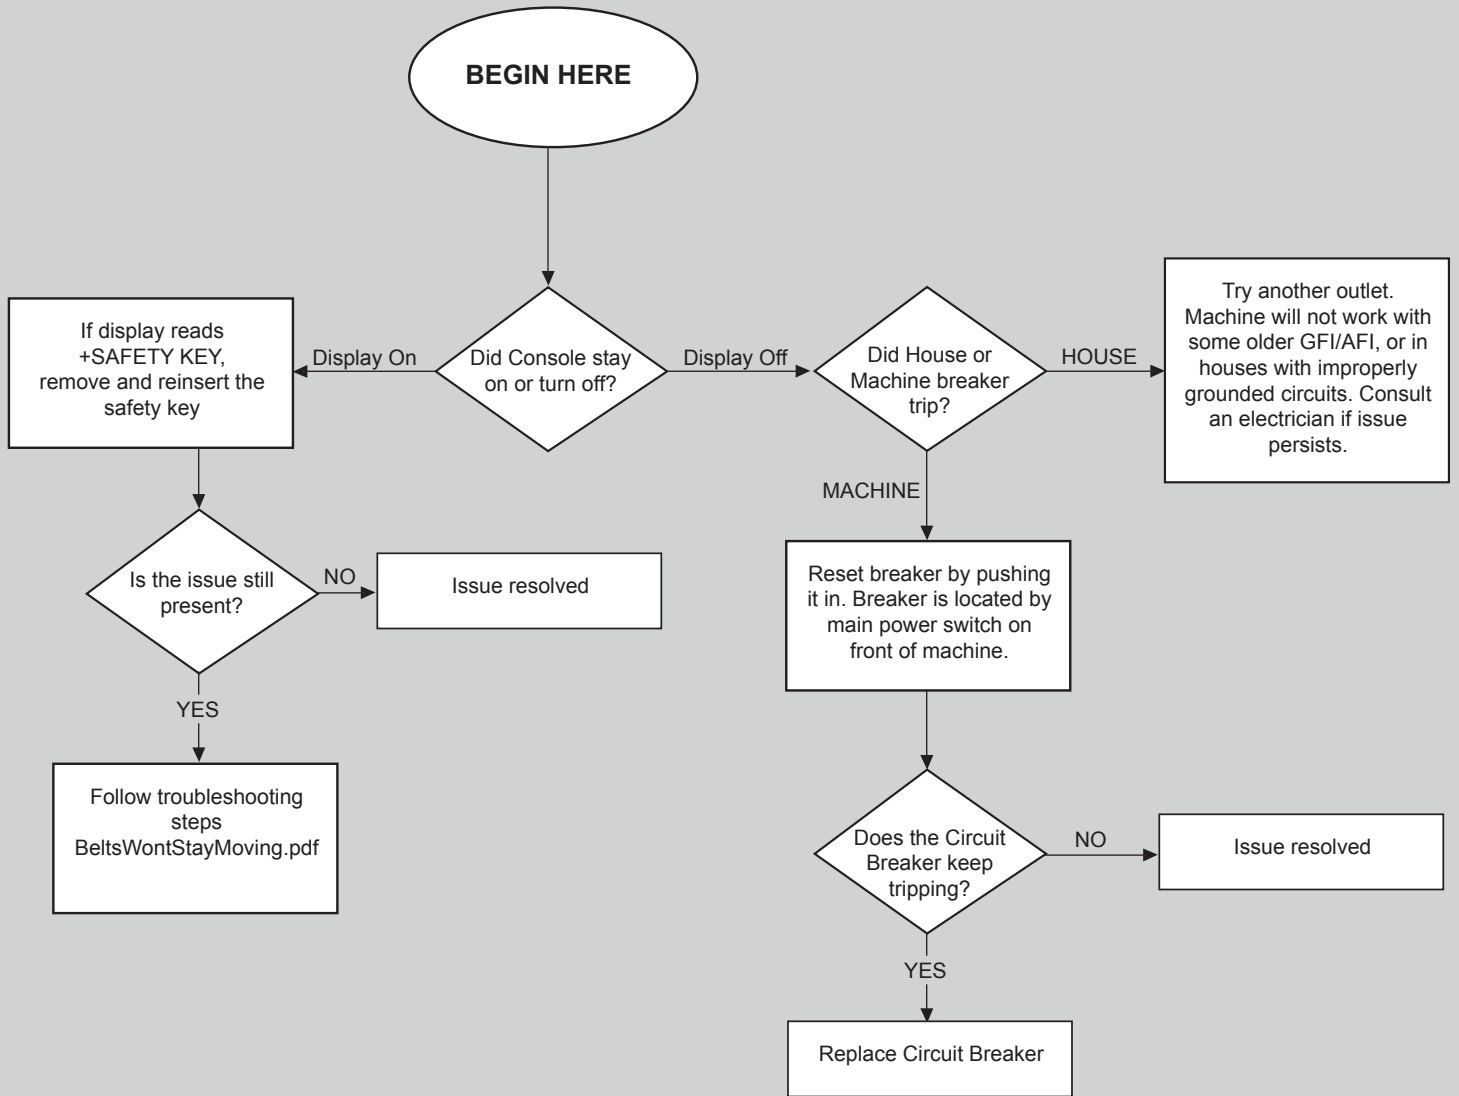 BEGIN HERE
If display reads
+SAFETY KEY,
remove and reinsert the
safety key
Display On
Did Console stay
on or turn off?
Display Off
Did House or
Machine breaker
trip?
HOUSE
Try another outlet.
Machine will not work with
some older GFI/AFI, or in
houses with improperly
grounded circuits. Consult
an electrician if issue
persists.
MACHINE
Is the issue still
present?
NO
Issue resolved
Reset breaker by pushing
it in. Breaker is located by
main power switch on
front of machine.
YES
Follow troubleshooting
steps
BeltsWontStayMoving.pdf
Does the Circuit
Breaker keep
tripping?
NO
Issue resolved
YES
Replace Circuit Breaker